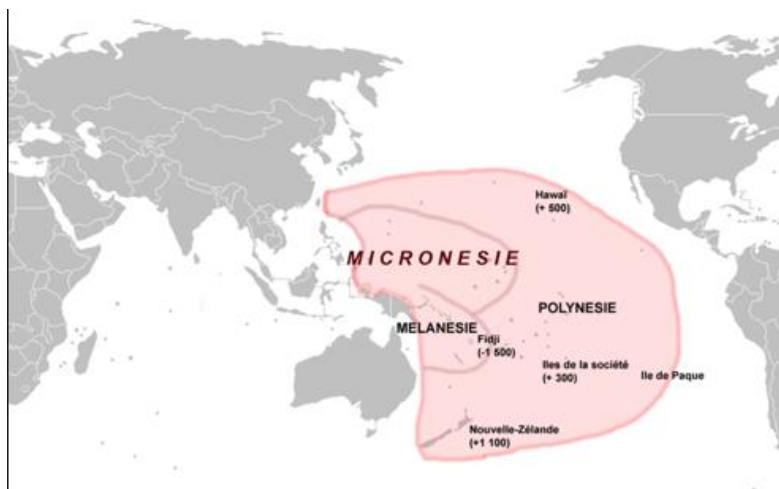 Hawaï
(+ 500)
MICRONESIE
POLYNESIE
MELANESIE
Fidji
(-1 500)
Iles de la société
(+ 300)
Ile de Paque
Nouvelle-Zélande
(+1 100)